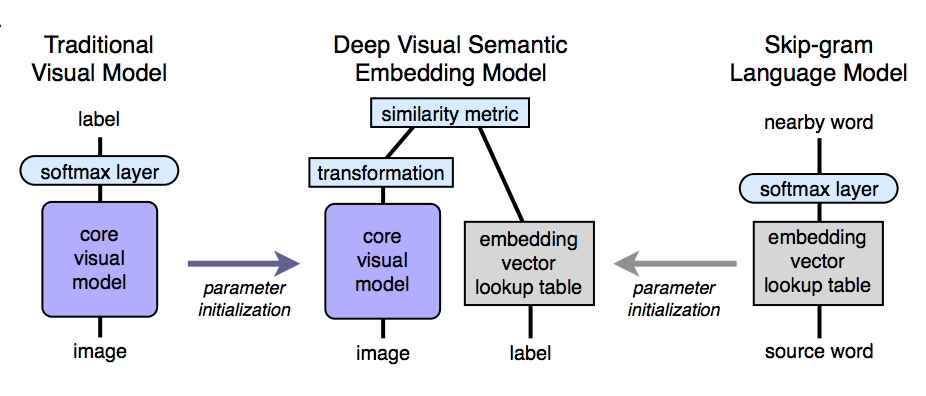 Traditional
Visual Model
label
softmax layer
core
visual
model
image
parameter
initialization
Deep Visual Semantic
Embedding Model
similarity metric
transformation
core
visual
model
image
embedding
vector
lookup table
label
parameter
initialization
Skip-gram
Language Model
nearby word
softmax layer
embedding
vector
lookup table
source word